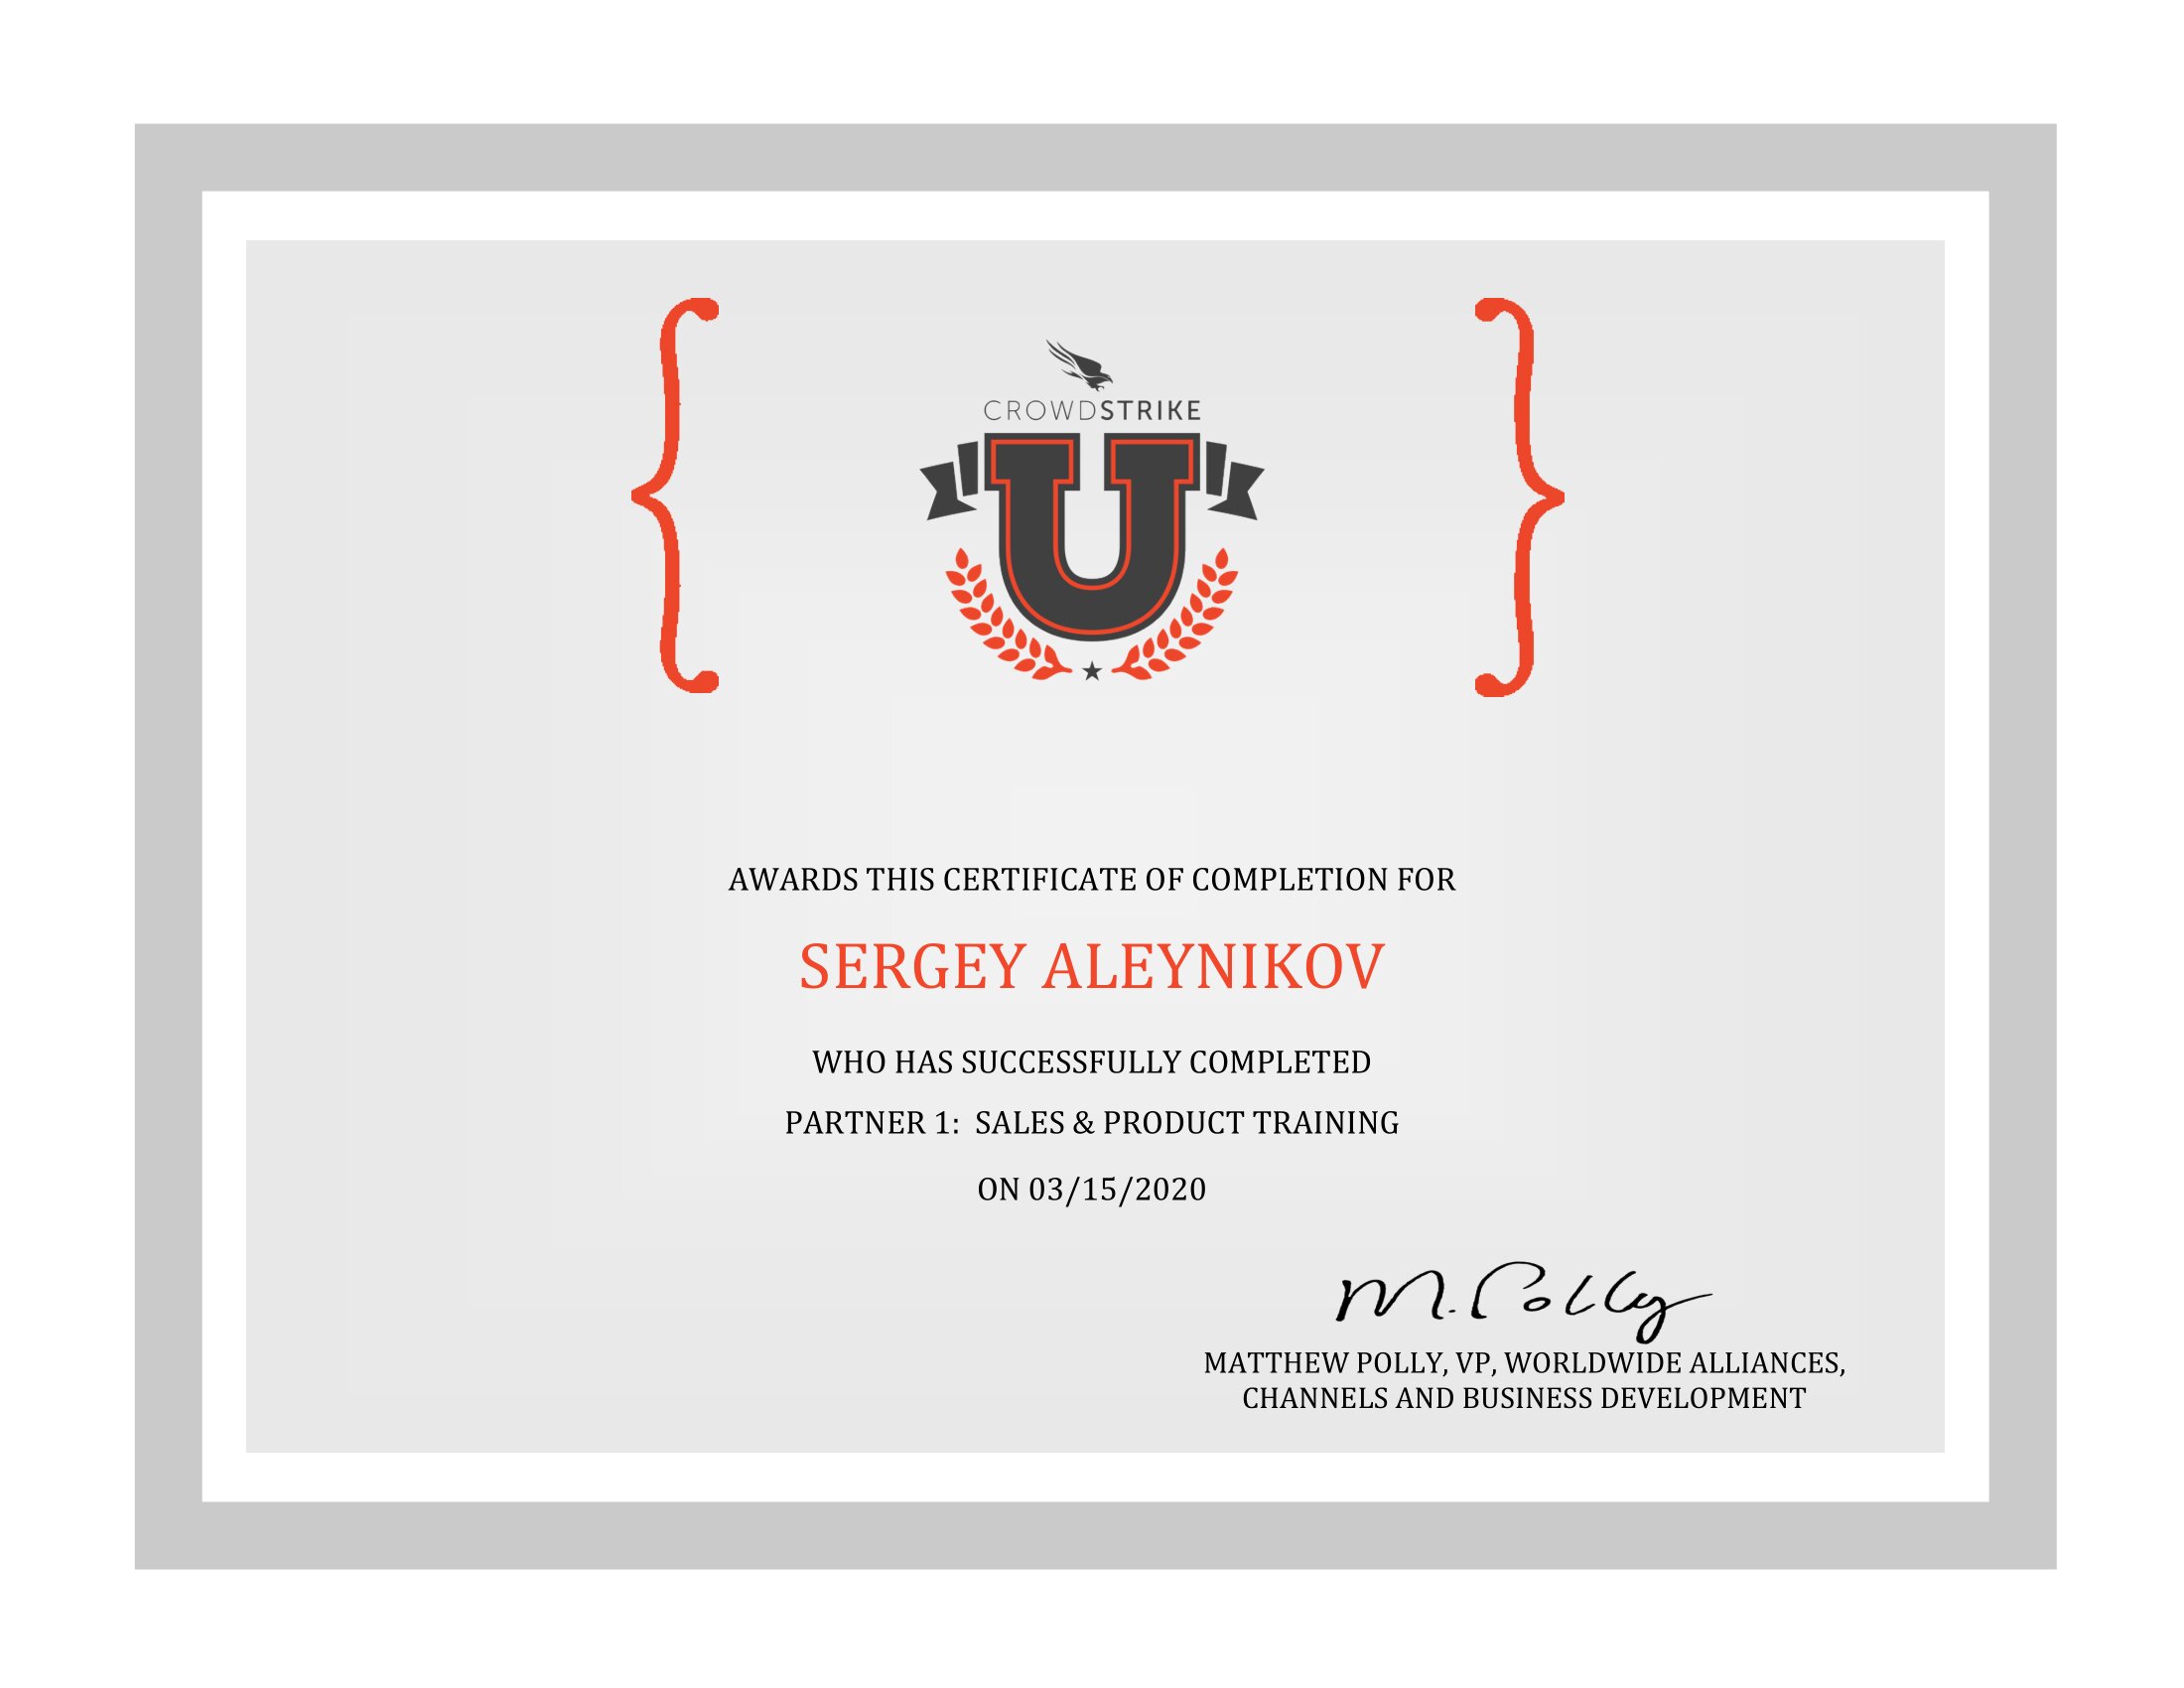 CROWDSTRIKE
U
AWARDS THIS CERTIFICATE OF COMPLETION FOR
SERGEY ALEYNIKOV
WHO HAS SUCCESSFULLY COMPLETED
PARTNER 1:  SALES & PRODUCT TRAINING
ON 03/15/2020
M. Polly
MATTHEW POLLY, VP, WORLDWIDE ALLIANCES,
CHANNELS AND BUSINESS DEVELOPMENT